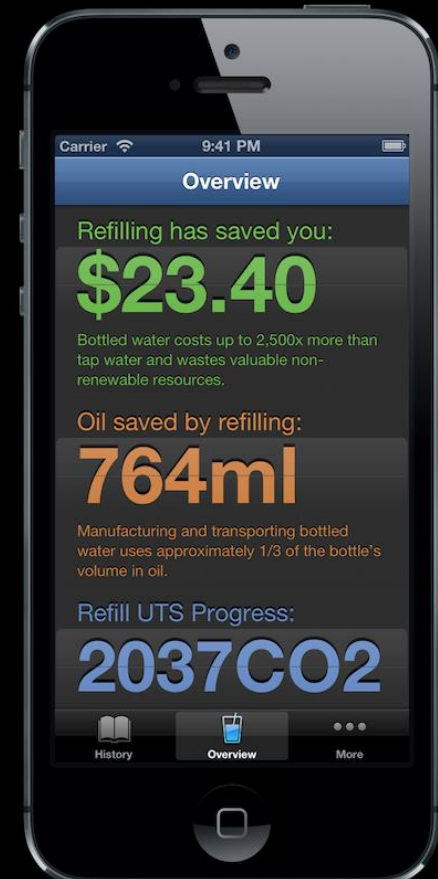 Carrier 9:41 PM
Overview
Refilling has saved you:
$23.40
Bottled water costs up to 2,500x more than
tap water and wastes valuable non-
renewable resources.
Oil saved by refilling:
764ml
Manufacturing and transporting bottled
water uses approximately 1/3 of the bottle's
volume in oil.
Refill UTS Progress:
2037CO2
History Overview More